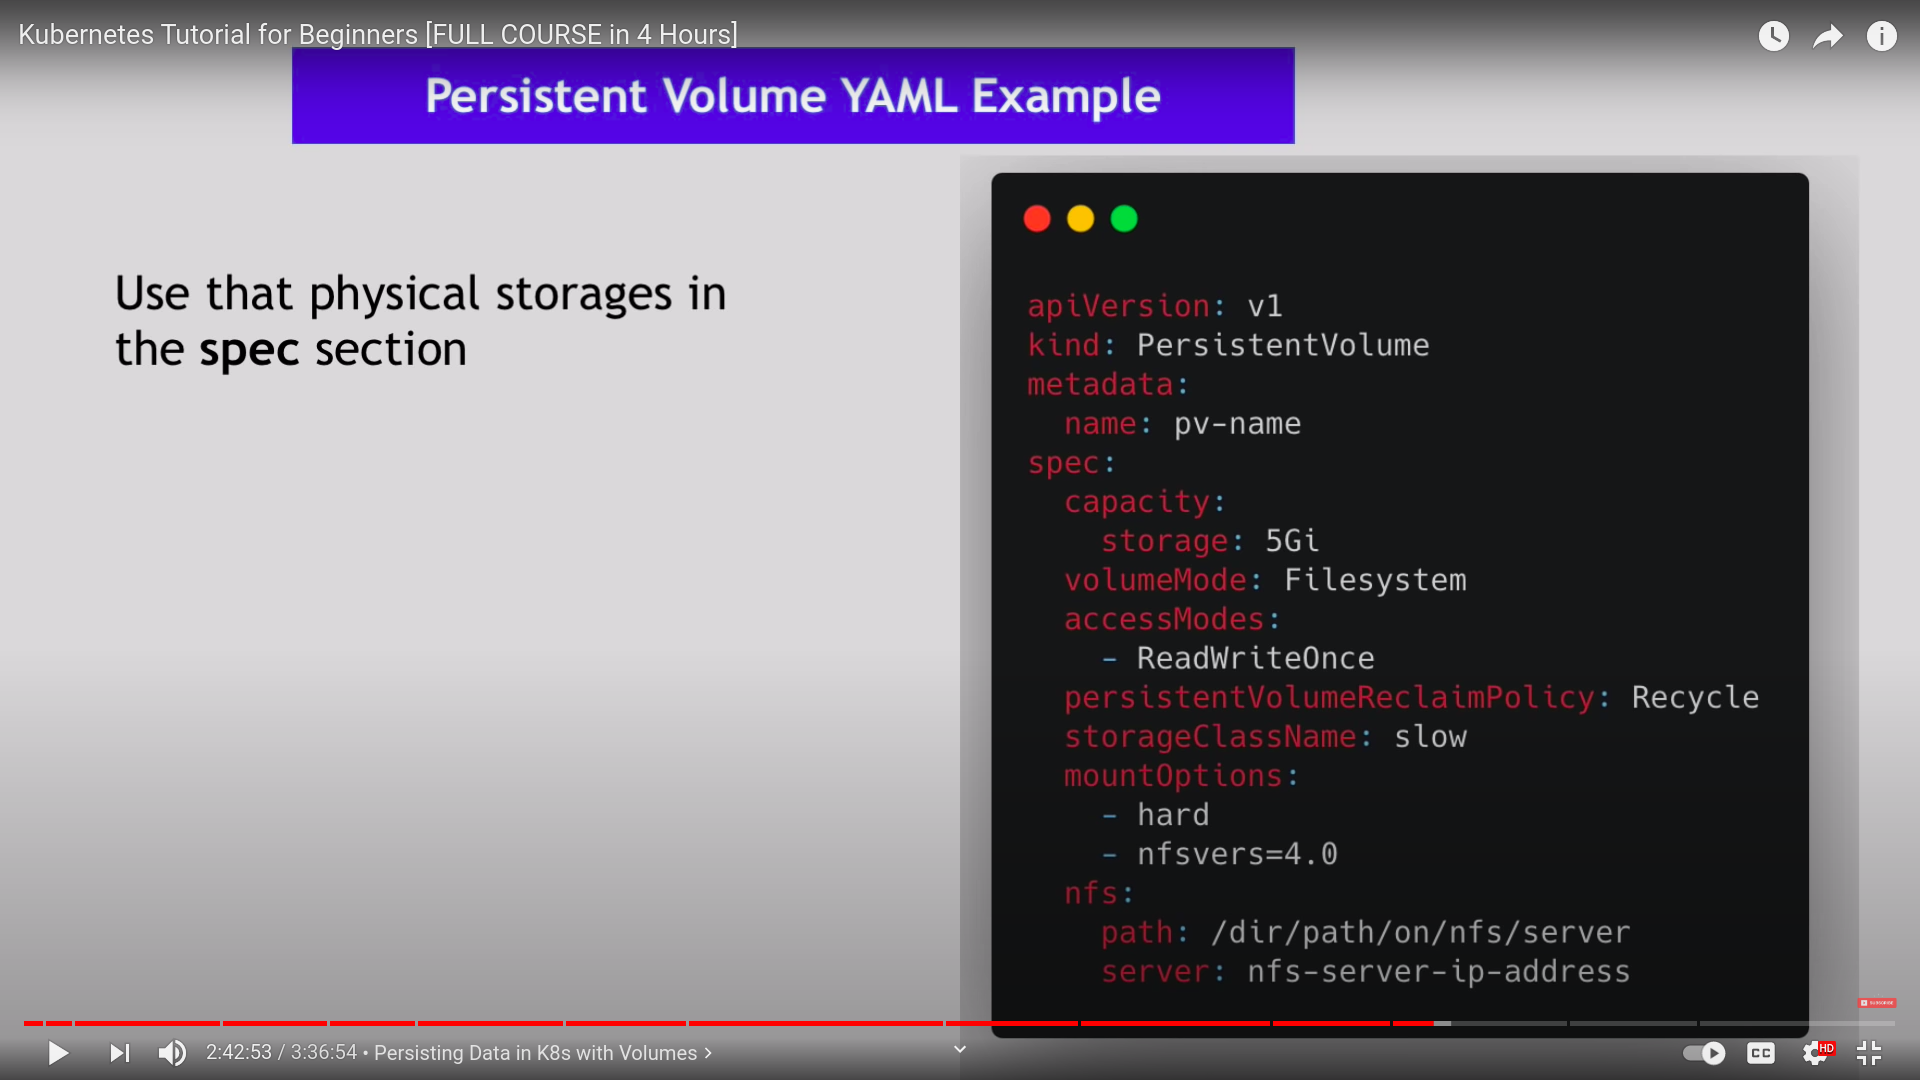 Kubernetes Tutorial for Beginners [FULL COURSE in 4 Hours]
Persistent Volume YAML Example
Use that physical storages in
the spec section
apiVersion: v1
kind: PersistentVolume
metadata:
  name: pv-name
spec:
  capacity:
    storage: 5Gi
  volumeMode: Filesystem
  accessModes:
    - ReadWriteOnce
  persistentVolumeReclaimPolicy: Recycle
  storageClassName: slow
  mountOptions:
    - hard
    - nfsvers=4.0
  nfs:
    path: /dir/path/on/nfs/server
    server: nfs-server-ip-address
SUBSCRIBE
2:42:53 / 3:36:54 • Persisting Data in K8s with Volumes
CC
HD